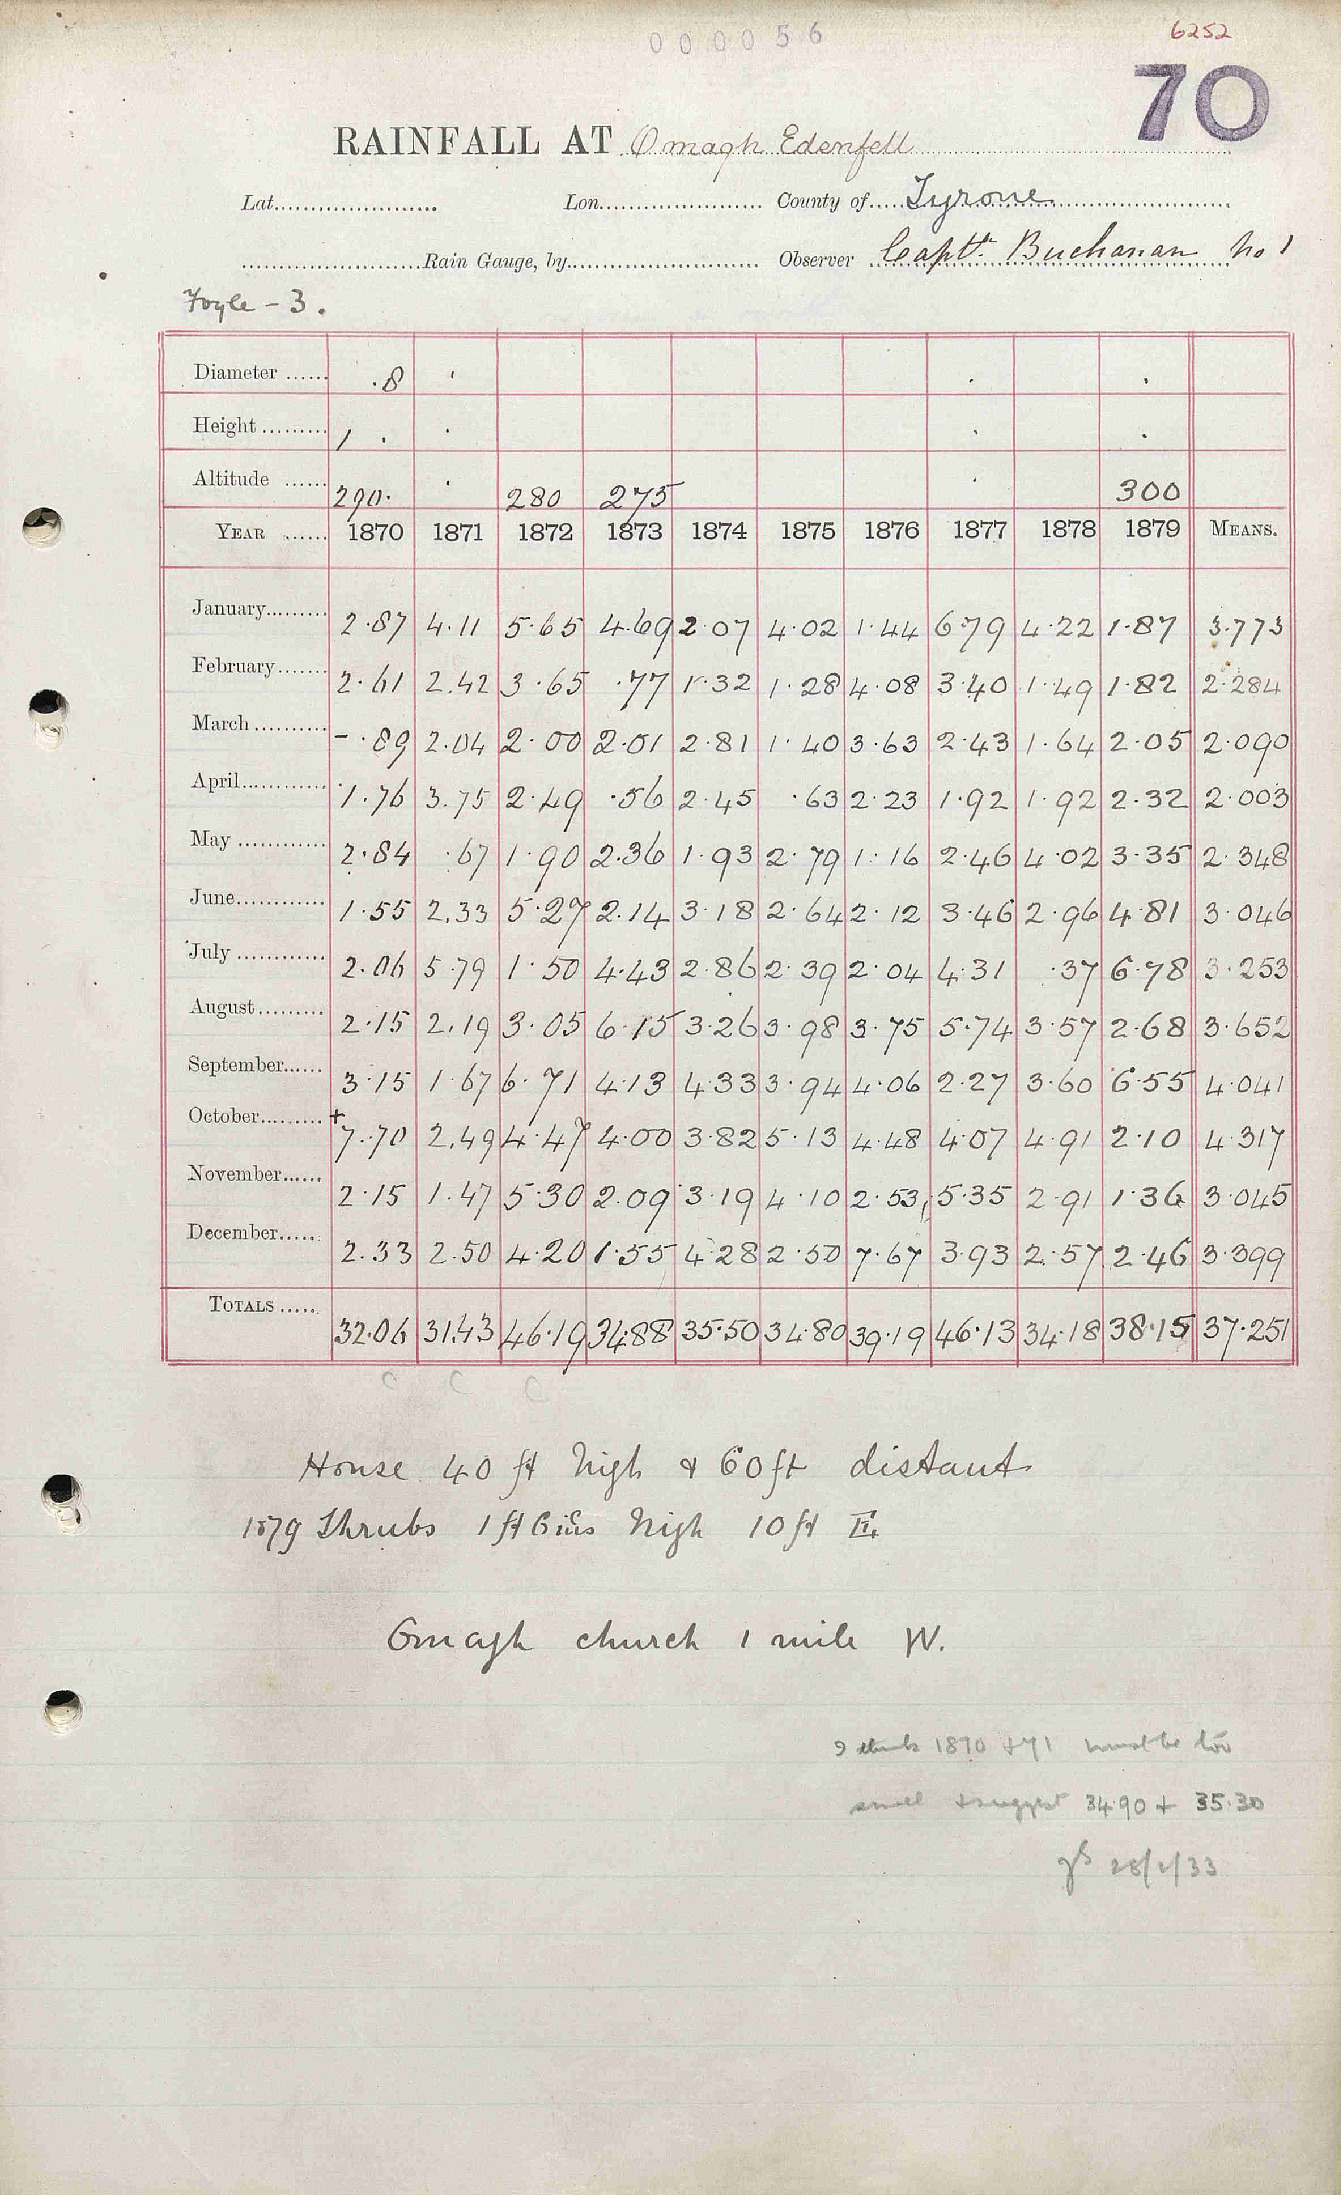 000056
6252
70
RAINFALL AT Omagh Edenfell
Lat. Lon. County of Tyrone
Rain Gauge, by Observer Capt. Buchanan No 1
Foyle - 3.
Diameter ...... .8
Height ......... 1 .
Altitude ...... 290. 280 275 300
YEAR ...... 1870 1871 1872 1873 1874 1875 1876 1877 1878 1879 MEANS.
January......... 2.87 4.11 5.65 4.69 2.07 4.02 1.44 6.79 4.22 1.87 3.773
February....... 2.61 2.42 3.65 .77 1.32 1.28 4.08 3.40 1.49 1.82 2.284
March .......... - .89 2.04 2.00 2.01 2.81 1.40 3.63 2.43 1.64 2.05 2.090
April............ 1.76 3.75 2.49 .56 2.45 .63 2.23 1.92 1.92 2.32 2.003
May ............ 2.84 .67 1.90 2.36 1.93 2.79 1.16 2.46 4.02 3.35 2.348
June............ 1.55 2.33 5.27 2.14 3.18 2.64 2.12 3.46 2.96 4.81 3.046
July ............ 2.06 5.79 1.50 4.43 2.86 2.39 2.04 4.31 .37 6.78 3.253
August......... 2.15 2.19 3.05 6.15 3.26 3.98 3.75 5.74 3.57 2.68 3.652
September...... 3.15 1.67 6.71 4.13 4.33 3.94 4.06 2.27 3.60 6.55 4.041
October......... + 7.70 2.49 4.47 4.00 3.82 5.13 4.48 4.07 4.91 2.10 4.317
November...... 2.15 1.47 5.30 2.09 3.19 4.10 2.53 5.35 2.91 1.36 3.045
December...... 2.33 2.50 4.20 1.55 4.28 2.50 7.67 3.93 2.57 2.46 3.399
TOTALS ..... 32.06 31.43 46.19 34.88 35.50 34.80 39.19 46.13 34.18 38.15 37.251
C C C
House 40 ft high & 60 ft distant
1879 Shrubs 1 ft 6 ins high 10 ft E.
Omagh church 1 mile W.
I think 1870 + 71 must be too
small + suggest 34.90 + 35.30
28/2/33